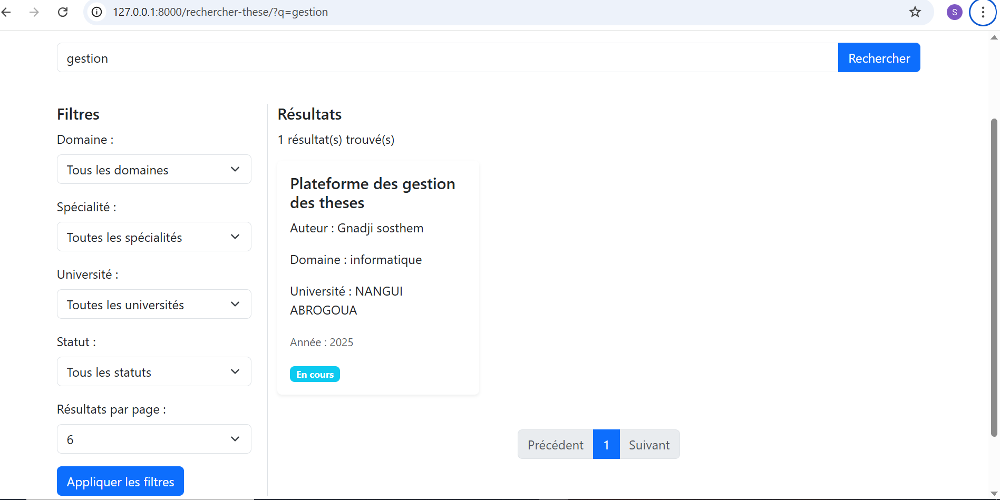 127.0.0.1:8000/rechercher-these/?q=gestion
S
gestion
Rechercher
Filtres
Domaine :
Tous les domaines
Spécialité :
Toutes les spécialités
Université :
Toutes les universités
Statut :
Tous les statuts
Résultats par page :
6
Appliquer les filtres
Résultats
1 résultat(s) trouvé(s)
Plateforme des gestion
des theses
Auteur : Gnadji sosthem
Domaine : informatique
Université : NANGUI
ABROGOUA
Année : 2025
En cours
Précédent 1 Suivant